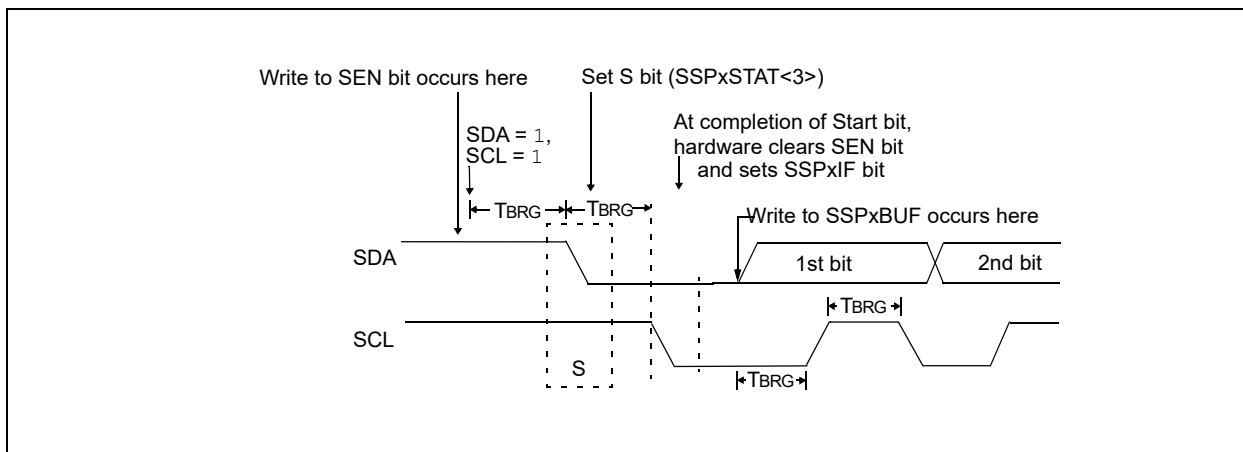 Write to SEN bit occurs here
Set S bit (SSPxSTAT<3>)
SDA = 1,
SCL = 1
At completion of Start bit,
hardware clears SEN bit
and sets SSPxIF bit
TBRG
TBRG
Write to SSPxBUF occurs here
SDA
1st bit
2nd bit
TBRG
SCL
S
TBRG